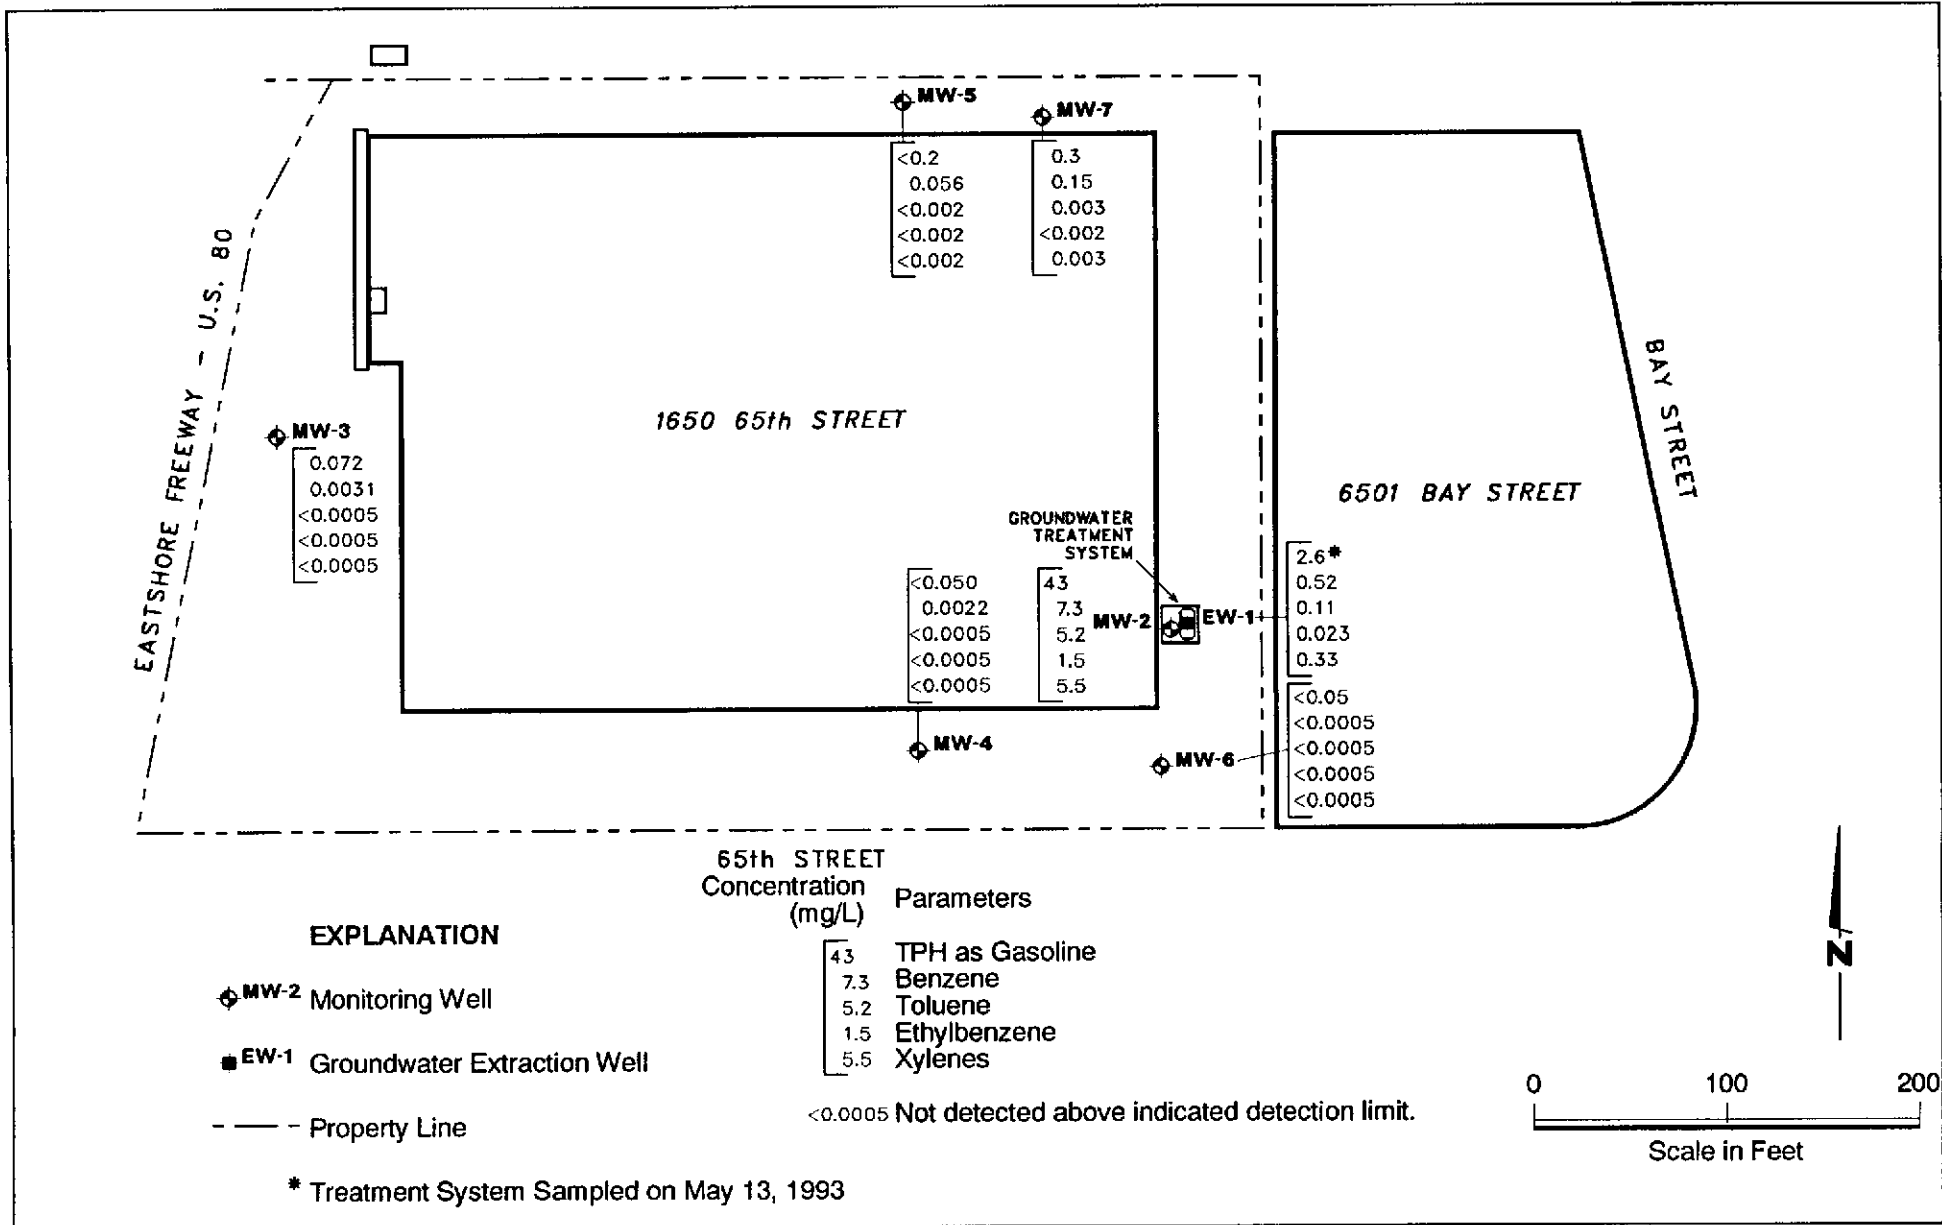 MW-5
<0.2
0.056
<0.002
<0.002
<0.002
MW-7
0.3
0.15
0.003
<0.002
0.003
EASTSHORE FREEWAY - U.S. 80
MW-3
0.072
0.0031
<0.0005
<0.0005
<0.0005
1650 65th STREET
BAY STREET
6501 BAY STREET
GROUNDWATER
TREATMENT
SYSTEM
<0.050
0.0022
<0.0005
<0.0005
<0.0005
MW-4
43
7.3
5.2
1.5
5.5
MW-2
EW-1
2.6*
0.52
0.11
0.023
0.33
MW-6
<0.05
<0.0005
<0.0005
<0.0005
<0.0005
65th STREET
EXPLANATION
MW-2 Monitoring Well
EW-1 Groundwater Extraction Well
Property Line
* Treatment System Sampled on May 13, 1993
Concentration
(mg/L)
Parameters
43 TPH as Gasoline
7.3 Benzene
5.2 Toluene
1.5 Ethylbenzene
5.5 Xylenes
<0.0005 Not detected above indicated detection limit.
N
0 100 200
Scale in Feet